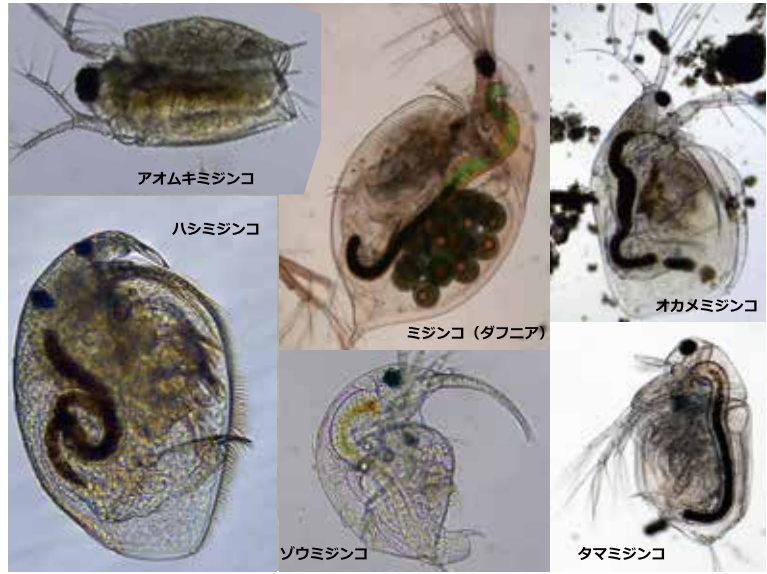 アオムキミジンコ
ハシミジンコ
ミジンコ（ダフニア）
オカメミジンコ
ゾウミジンコ
タマミジンコ